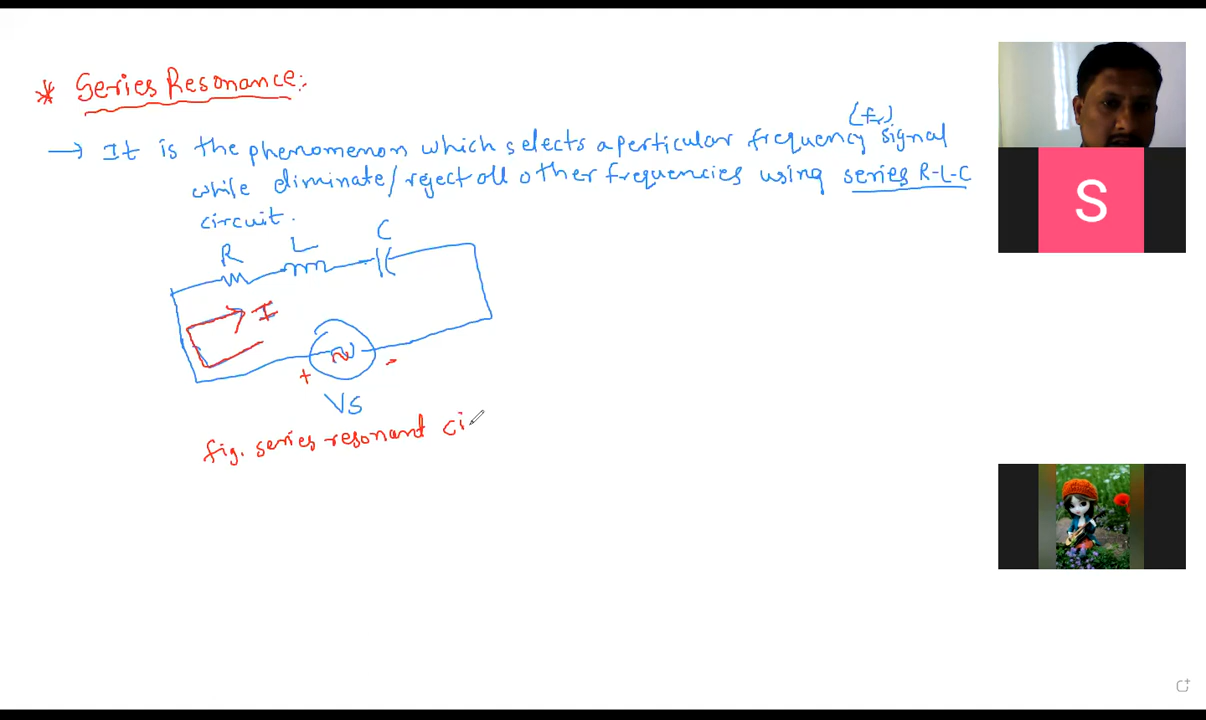 * Series Resonance:-
(fr)
→ It is the phenomenon which selects a perticular frequency signal
while eliminate/reject all other frequencies using series R-L-C
circuit.
R L C
I
+ -
Vs
fig. series resonant ci
S